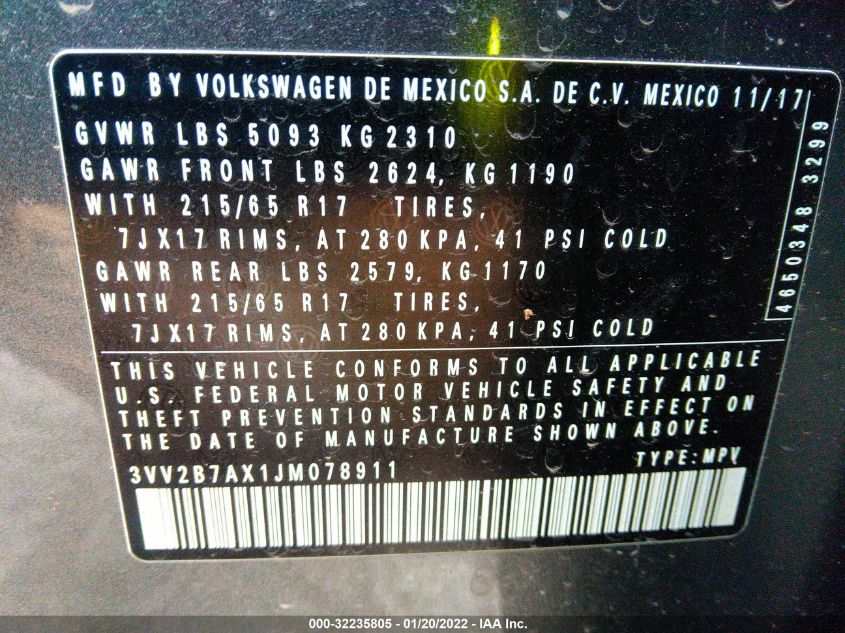 MFD BY VOLKSWAGEN DE MEXICO S.A. DE C.V. MEXICO 11/17
GVWR LBS 5093 KG 2310
GAWR FRONT LBS 2624, KG 1190
WITH 215/65 R17 TIRES,
7JX17 RIMS, AT 280 KPA, 41 PSI COLD
GAWR REAR LBS 2579, KG 1170
WITH 215/65 R17 TIRES,
7JX17 RIMS, AT 280 KPA, 41 PSI COLD
4650348 3299
THIS VEHICLE CONFORMS TO ALL APPLICABLE
U.S. FEDERAL MOTOR VEHICLE SAFETY AND
THEFT PREVENTION STANDARDS IN EFFECT ON
THE DATE OF MANUFACTURE SHOWN ABOVE.
3VV2B7AX1JM078911 TYPE: MPV
000-32235805 - 01/20/2022 - IAA Inc.